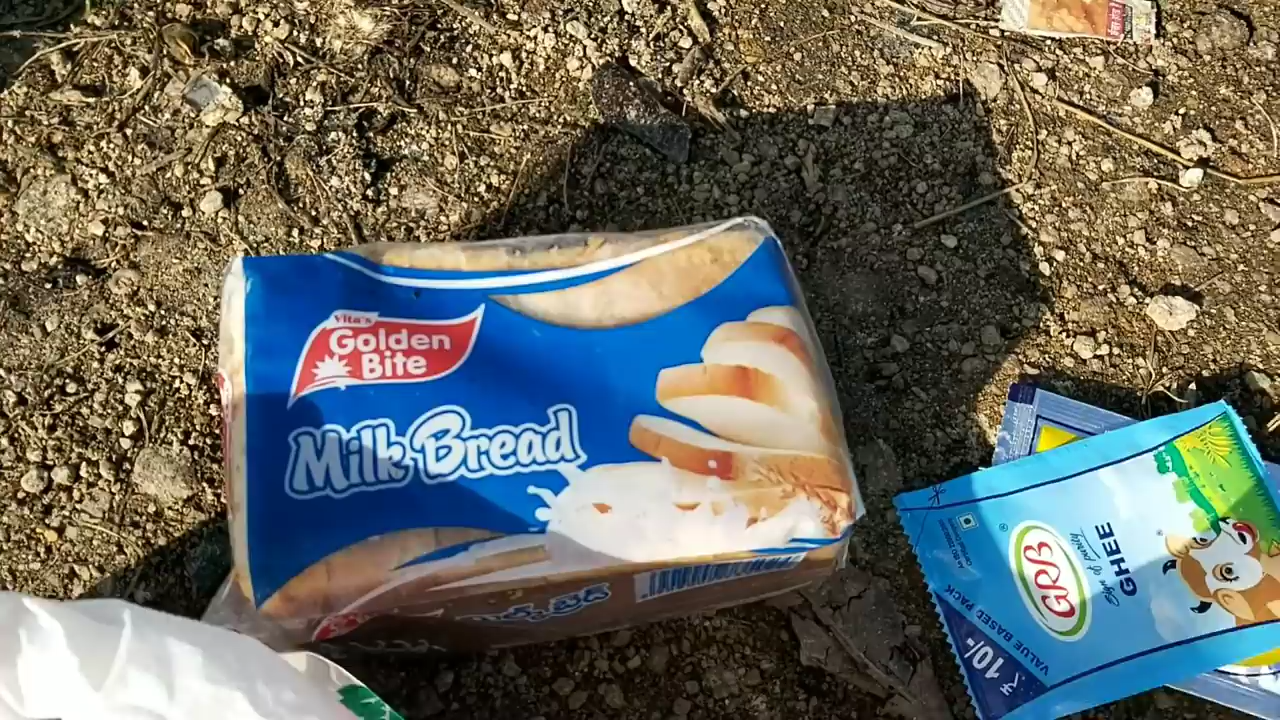 Vita's
Golden
Bite
Milk Bread
GRB
Sign of purity
GHEE
VALUE BASED PACK
₹ 10/-